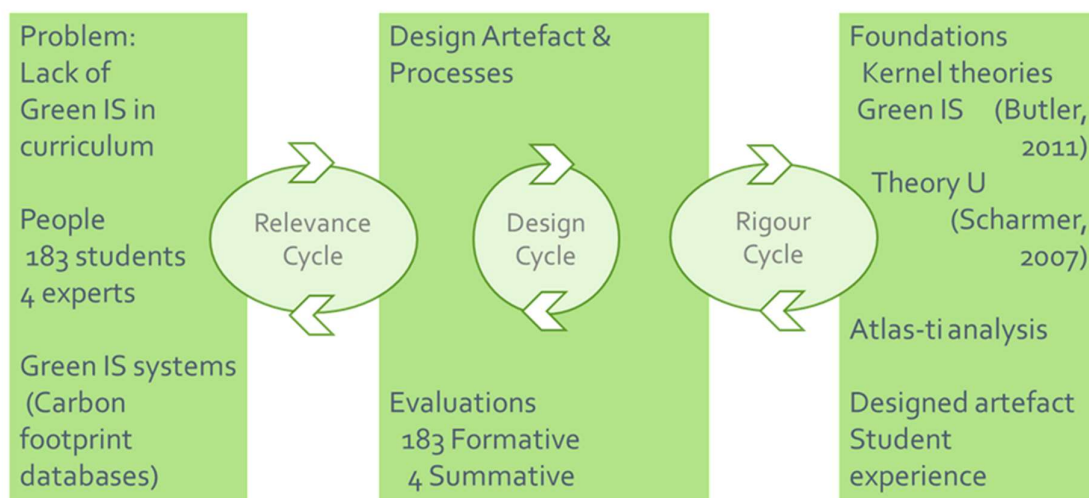 Problem:
Lack of
Green IS in
curriculum
People
183 students
4 experts
Green IS systems
(Carbon
footprint
databases)
Relevance
Cycle
Design Artefact &
Processes
Design
Cycle
Evaluations
183 Formative
4 Summative
Rigour
Cycle
Foundations
Kernel theories
Green IS (Butler,
2011)
Theory U
(Scharmer,
2007)
Atlas-ti analysis
Designed artefact
Student
experience